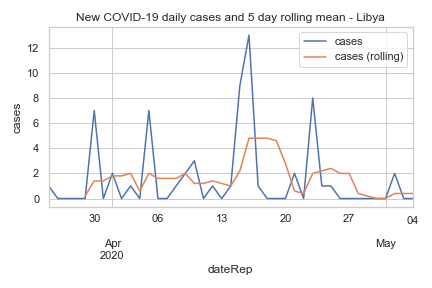 New COVID-19 daily cases and 5 day rolling mean - Libya
cases
cases (rolling)
cases
12
10
8
6
4
2
0
30 06 13 20 27 04
Apr May
2020
dateRep